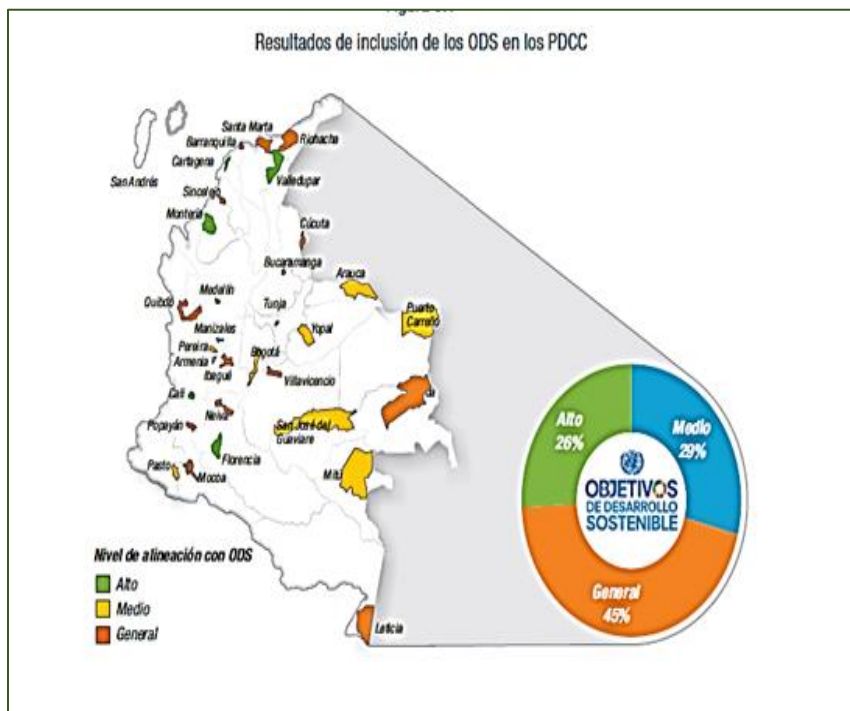 Resultados de inclusión de los ODS en los PDCC
Santa Marta
Barranquilla
Riohacha
Cartagena
San Andrés
Valledupar
Sincelejo
Montería
Cúcuta
Bucaramanga
Arauca
Medellín
Quibdó
Tunja
Puerto
Carreño
Manizales
Yopal
Pereira
Bogotá
Armenia
Ibagué
Villavicencio
Cali
Neiva
Popayán
San José del
Guaviare
Florencia
Pasto
Mocoa
Mitú
Leticia
Alto
26%
Medio
29%
OBJETIVOS
DE DESARROLLO
SOSTENIBLE
General
45%
Nivel de alineación con ODS
Alto
Medio
General